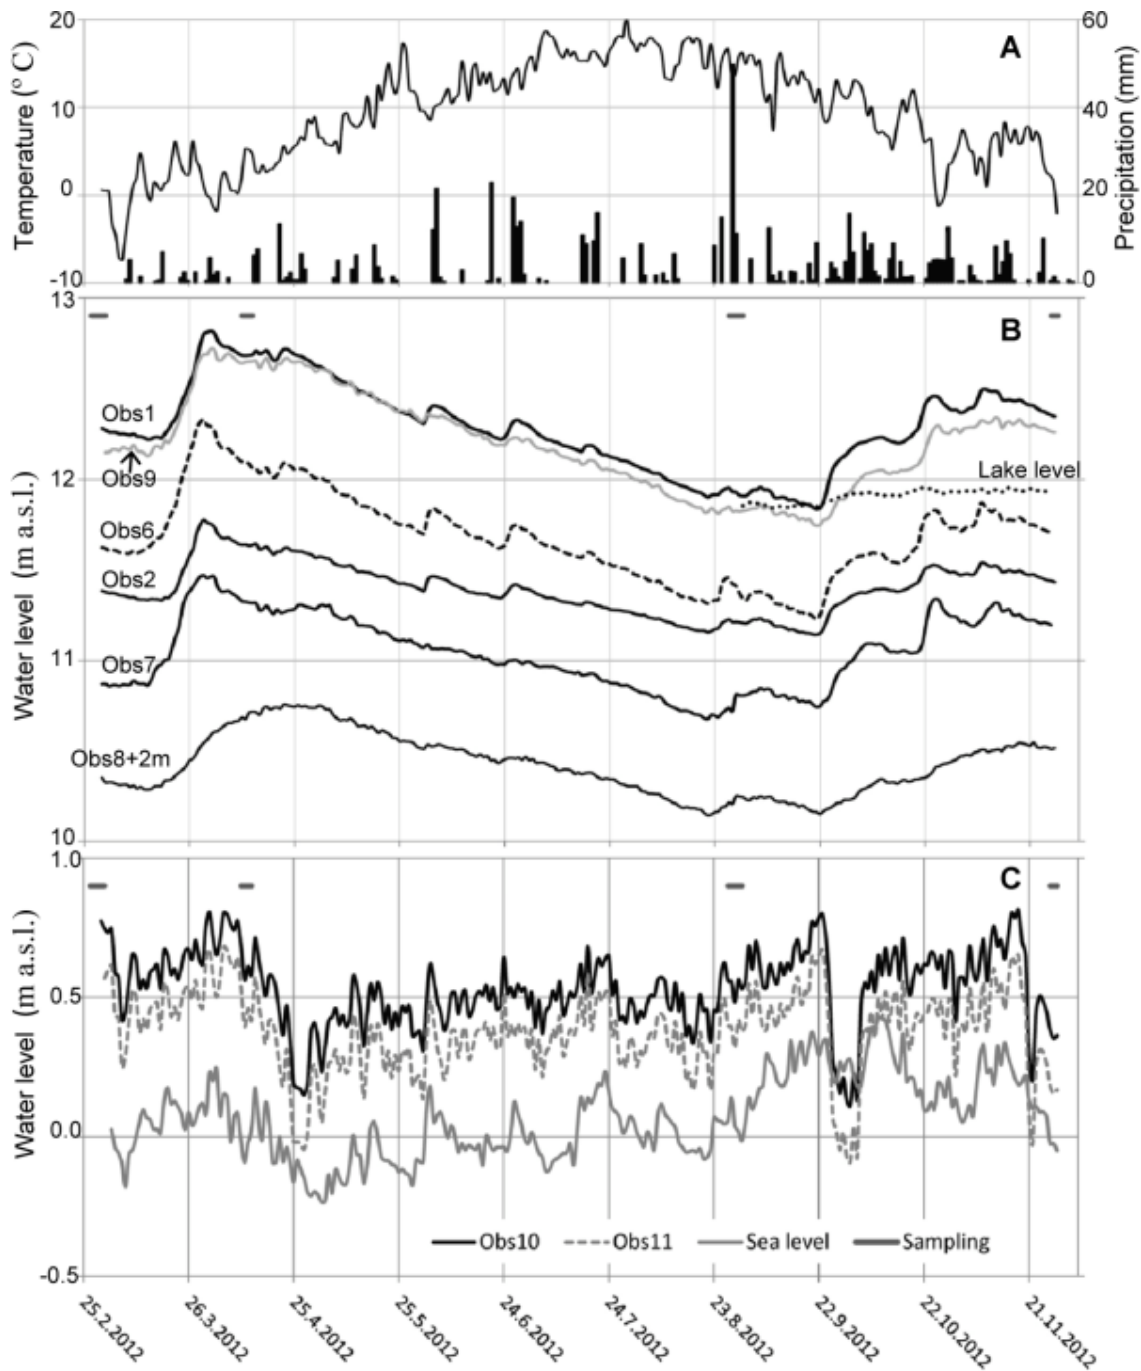 20
60
A
Temperature (° C)
10
40
Precipitation (mm)
0
20
-10
0
13
B
Obs1
Obs9
12
Lake level
Obs6
Obs2
Water level (m a.s.l.)
11
Obs7
Obs8+2m
10
1.0
C
0.5
Water level (m a.s.l.)
0.0
Obs10 Obs11 Sea level Sampling
-0.5
25.2.2012 26.3.2012 25.4.2012 25.5.2012 24.6.2012 24.7.2012 23.8.2012 22.9.2012 22.10.2012 21.11.2012